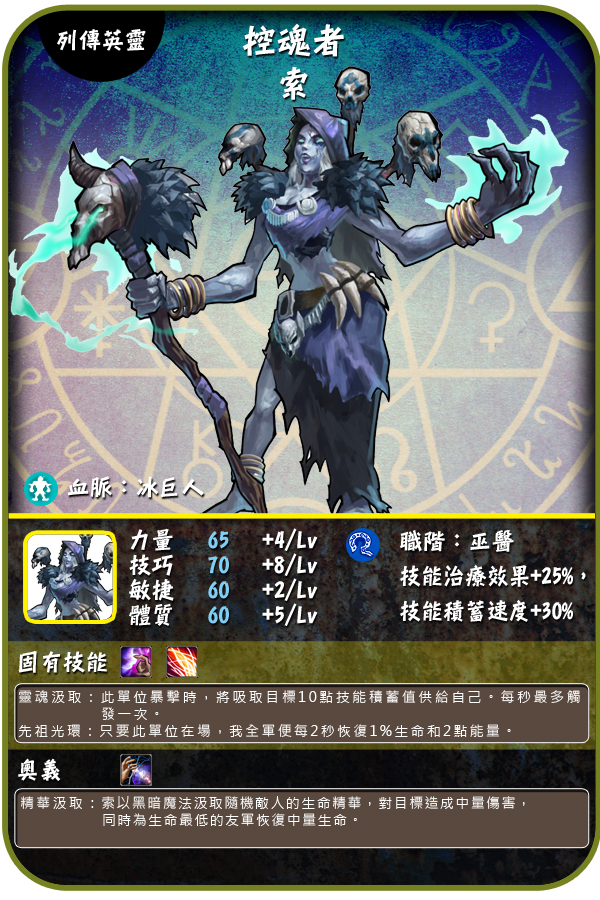 列傳英靈
控魂者
索
血脈：冰巨人
力量 65 +4/Lv
技巧 70 +8/Lv
敏捷 60 +2/Lv
體質 60 +5/Lv
職階：巫醫
技能治療效果+25%，
技能積蓄速度+30%
固有技能
靈魂汲取：此單位暴擊時，將吸取目標10點技能積蓄值供給自己。每秒最多觸
發一次。
先祖光環：只要此單位在場，我全軍便每2秒恢復1%生命和2點能量。
奧義
精華汲取：索以黑暗魔法汲取隨機敵人的生命精華，對目標造成中量傷害，
同時為生命最低的友軍恢復中量生命。